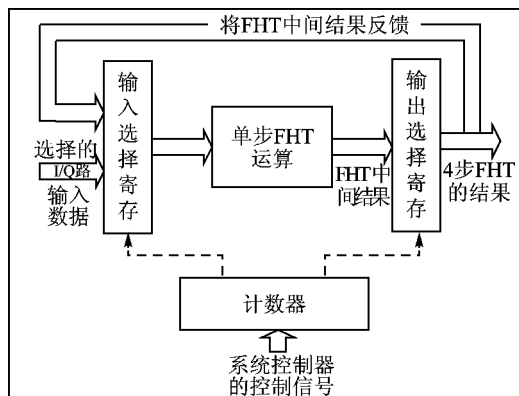 将FHT中间结果反馈
输入选择寄存
选择的
I/Q路
输入
数据
单步FHT
运算
FHT中
间结果
输出选择寄存
4步FHT
的结果
计数器
系统控制器
的控制信号